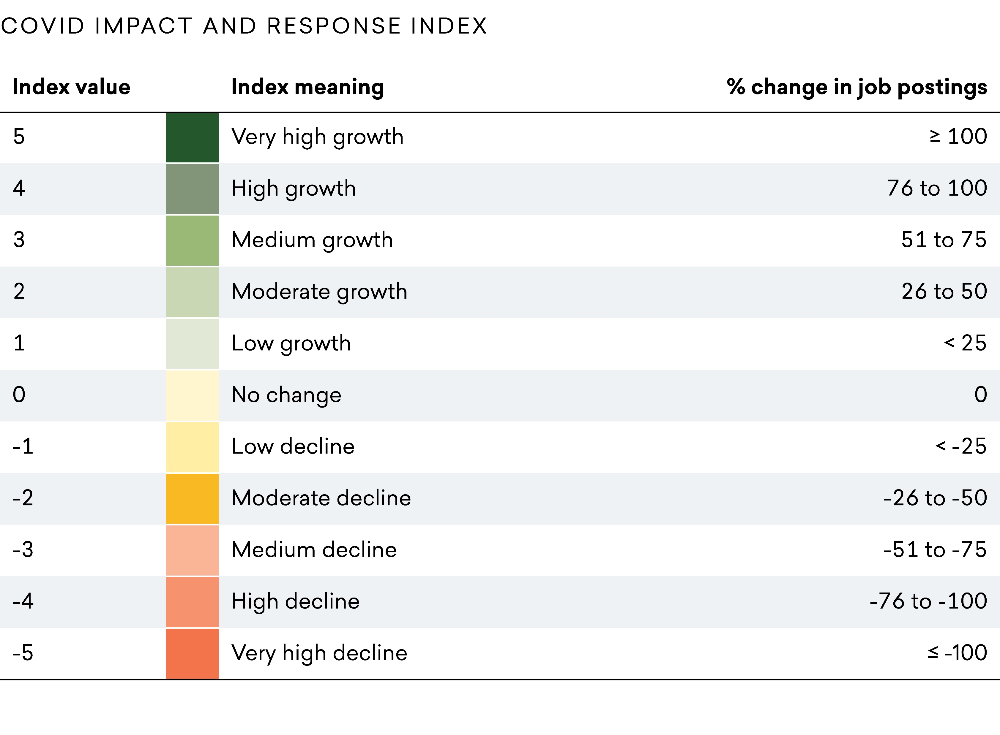 COVID IMPACT AND RESPONSE INDEX
Index value Index meaning % change in job postings
5 Very high growth ≥ 100
4 High growth 76 to 100
3 Medium growth 51 to 75
2 Moderate growth 26 to 50
1 Low growth < 25
0 No change 0
-1 Low decline < -25
-2 Moderate decline -26 to -50
-3 Medium decline -51 to -75
-4 High decline -76 to -100
-5 Very high decline ≤ -100